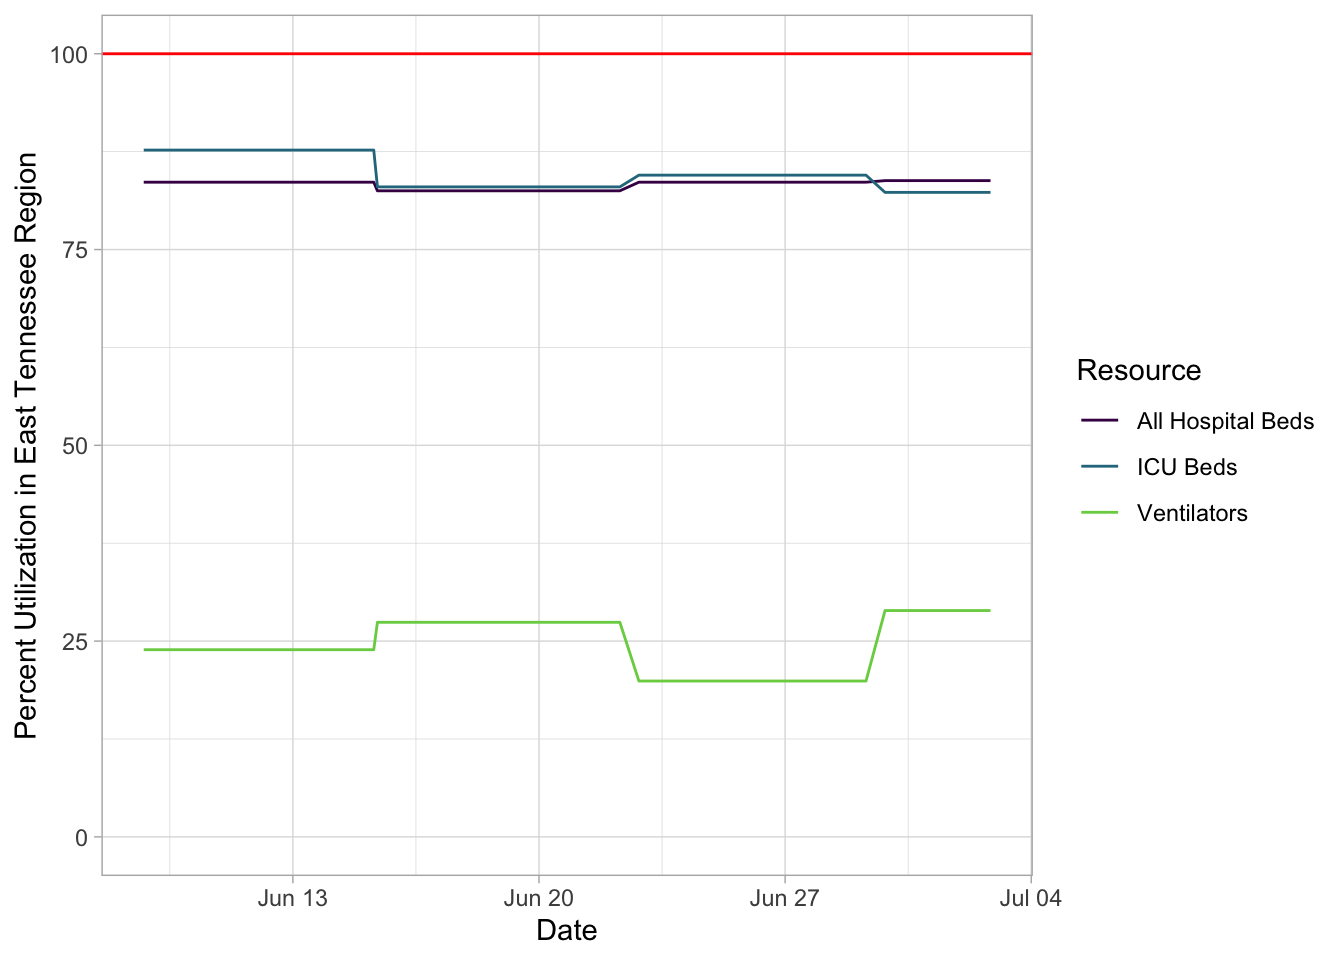 Percent Utilization in East Tennessee Region
100
75
50
25
0
Jun 13
Jun 20
Jun 27
Jul 04
Date
Resource
All Hospital Beds
ICU Beds
Ventilators